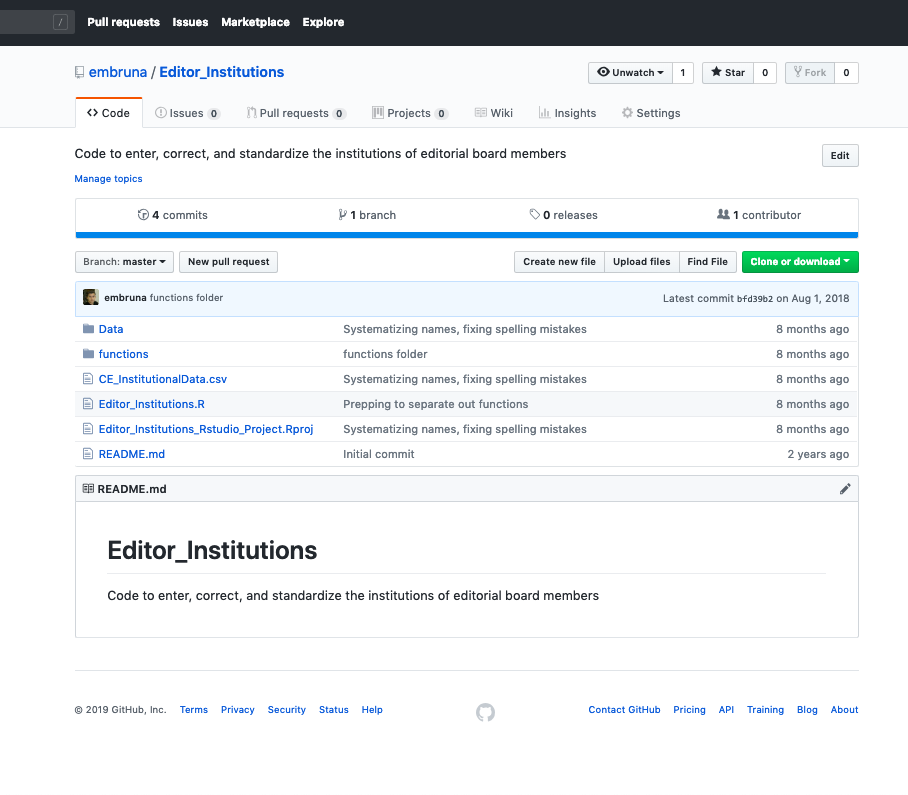 / Pull requests Issues Marketplace Explore
embruna / Editor_Institutions Unwatch 1 Star 0 Fork 0
Code Issues 0 Pull requests 0 Projects 0 Wiki Insights Settings
Code to enter, correct, and standardize the institutions of editorial board members Edit
Manage topics
4 commits 1 branch 0 releases 1 contributor
Branch: master New pull request Create new file Upload files Find File Clone or download
embruna functions folder Latest commit bfd39b2 on Aug 1, 2018
Data Systematizing names, fixing spelling mistakes 8 months ago
functions functions folder 8 months ago
CE_InstitutionalData.csv Systematizing names, fixing spelling mistakes 8 months ago
Editor_Institutions.R Prepping to separate out functions 8 months ago
Editor_Institutions_Rstudio_Project.Rproj Systematizing names, fixing spelling mistakes 8 months ago
README.md Initial commit 2 years ago
README.md
Editor_Institutions
Code to enter, correct, and standardize the institutions of editorial board members
© 2019 GitHub, Inc. Terms Privacy Security Status Help Contact GitHub Pricing API Training Blog About